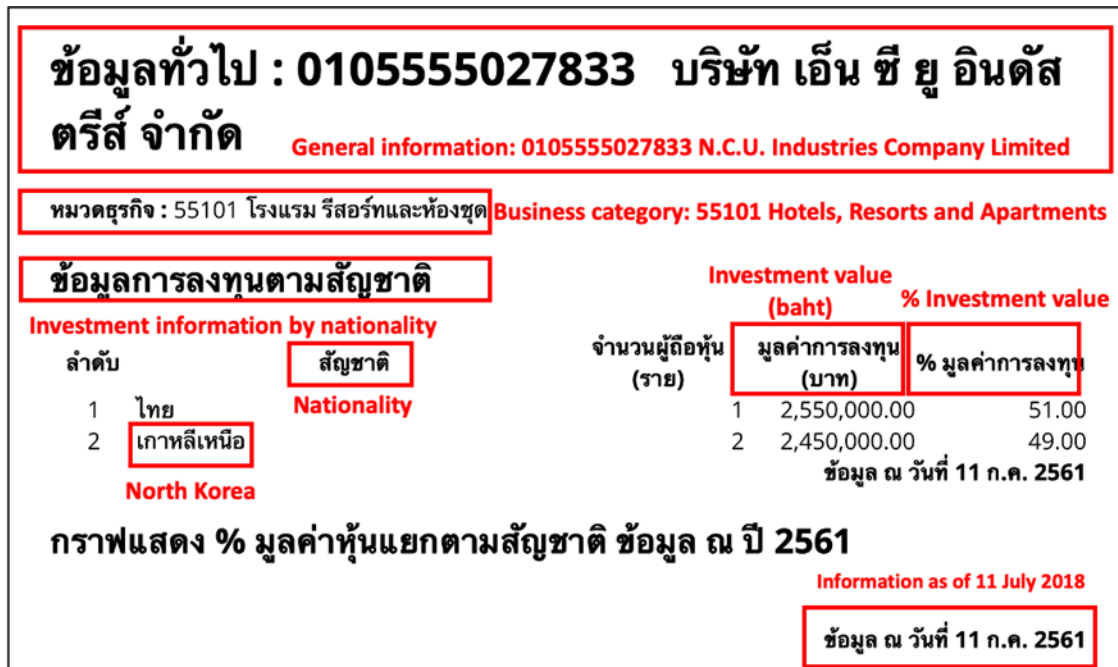 ข้อมูลทั่วไป : 0105555027833 บริษัท เอ็น ซี ยู อินดัส
ตรีส์ จำกัด
General information: 0105555027833 N.C.U. Industries Company Limited
หมวดธุรกิจ : 55101 โรงแรม รีสอร์ทและห้องชุด Business category: 55101 Hotels, Resorts and Apartments
ข้อมูลการลงทุนตามสัญชาติ
Investment value
(baht)
% Investment value
Investment information by nationality
ลำดับ สัญชาติ จำนวนผู้ถือหุ้น
(ราย) มูลค่าการลงทุน
(บาท) % มูลค่าการลงทุน
Nationality
1 ไทย 1 2,550,000.00 51.00
2 เกาหลีเหนือ 2 2,450,000.00 49.00
ข้อมูล ณ วันที่ 11 ก.ค. 2561
North Korea
กราฟแสดง % มูลค่าหุ้นแยกตามสัญชาติ ข้อมูล ณ ปี 2561
Information as of 11 July 2018
ข้อมูล ณ วันที่ 11 ก.ค. 2561